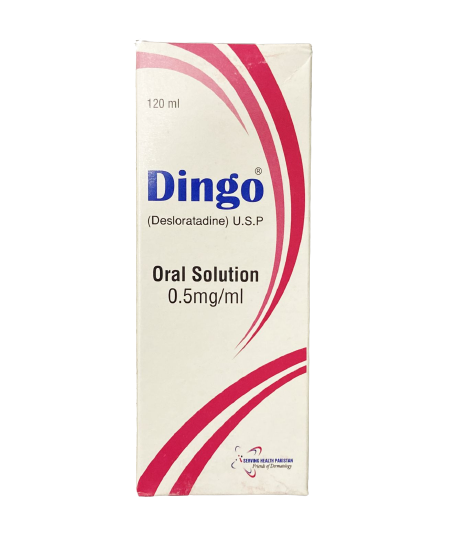 120 ml
Dingo®
(Desloratadine) U.S.P
Oral Solution
0.5mg/ml
SERVING HEALTH PAKISTAN
Friends of Dermatology